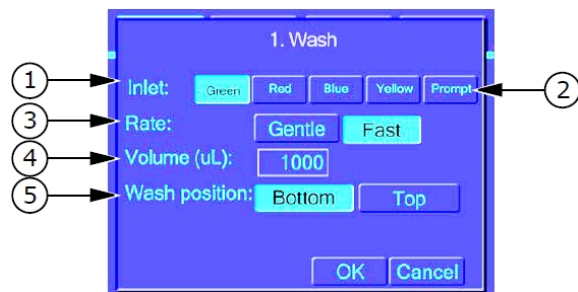 1. Wash
1 Inlet: Green Red Blue Yellow Prompt 2
3 Rate: Gentle Fast
4 Volume (uL): 1000
5 Wash position: Bottom Top
OK Cancel